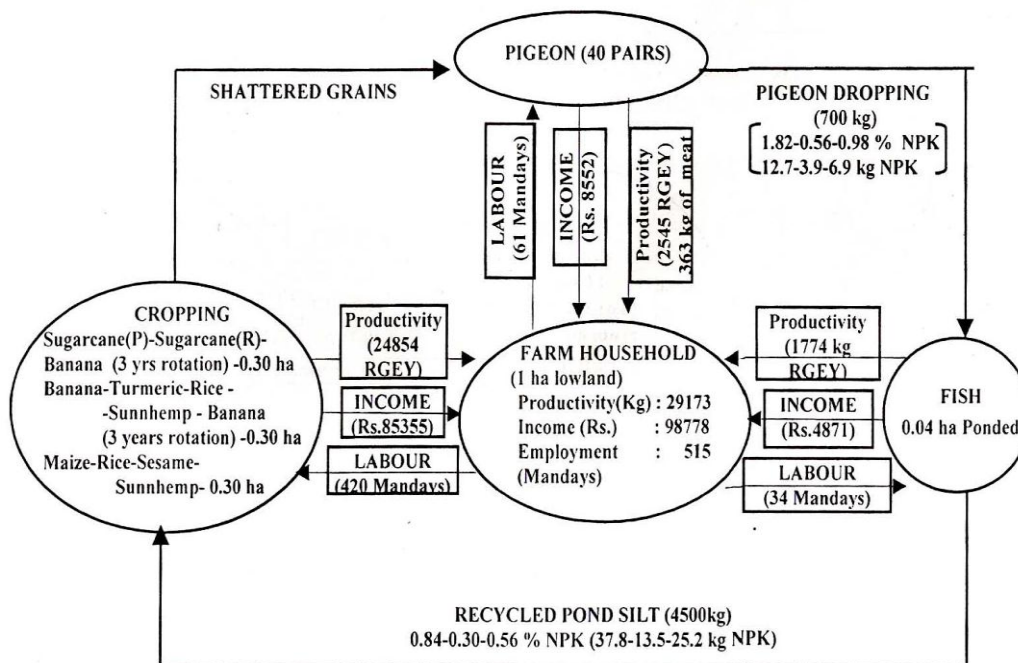 PIGEON (40 PAIRS)
SHATTERED GRAINS
PIGEON DROPPING
(700 kg)
1.82-0.56-0.98 % NPK
12.7-3.9-6.9 kg NPK
LABOUR
(61 Mandays)
INCOME
(Rs. 8552)
Productivity
(2545 RGEY)
363 kg of meat
CROPPING
Sugarcane(P)-Sugarcane(R)-
Banana (3 yrs rotation) -0.30 ha
Banana-Turmeric-Rice -
-Sunnhemp - Banana
(3 years rotation) -0.30 ha
Maize-Rice-Sesame-
Sunnhemp- 0.30 ha
Productivity
(24854
RGEY)
INCOME
(Rs.85355)
LABOUR
(420 Mandays)
FARM HOUSEHOLD
(1 ha lowland)
Productivity(Kg) : 29173
Income (Rs.) : 98778
Employment : 515
(Mandays)
Productivity
(1774 kg
RGEY)
INCOME
(Rs.4871)
LABOUR
(34 Mandays)
FISH
0.04 ha Ponded
RECYCLED POND SILT (4500kg)
0.84-0.30-0.56 % NPK (37.8-13.5-25.2 kg NPK)